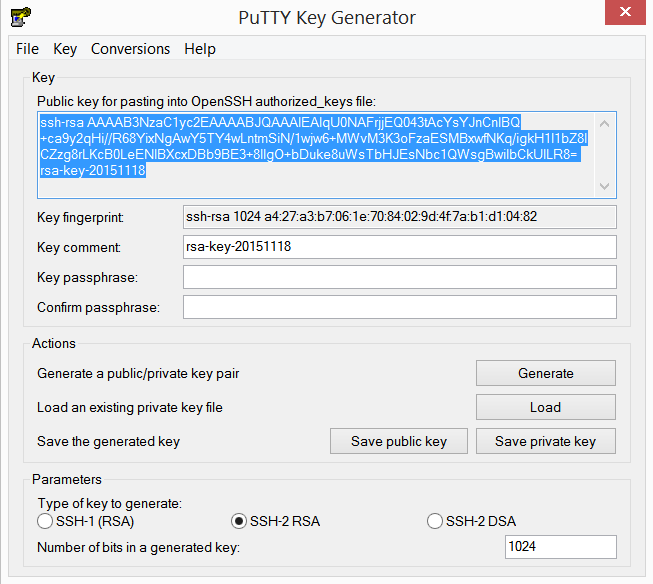 PuTTY Key Generator
File Key Conversions Help
Key
Public key for pasting into OpenSSH authorized_keys file:
ssh-rsa AAAAB3NzaC1yc2EAAAABJQAAAIEAlqU0NAFrjjEQ043tAcYsYJnCnIBQ
+ca9y2qHi//R68YixNgAwY5TY4wLntmSiN/1wjw6+MWvM3K3oFzaESMBxwfNKq/igkH1I1bZ8I
CZzg8rLKcB0LeENIBXcxDBb9BE3+8IIgO+bDuke8uWsTbHJEsNbc1QWsgBwilbCkUlLR8=
rsa-key-20151118
Key fingerprint: ssh-rsa 1024 a4:27:a3:b7:06:1e:70:84:02:9d:4f:7a:b1:d1:04:82
Key comment: rsa-key-20151118
Key passphrase:
Confirm passphrase:
Actions
Generate a public/private key pair Generate
Load an existing private key file Load
Save the generated key Save public key Save private key
Parameters
Type of key to generate:
SSH-1 (RSA) SSH-2 RSA SSH-2 DSA
Number of bits in a generated key: 1024